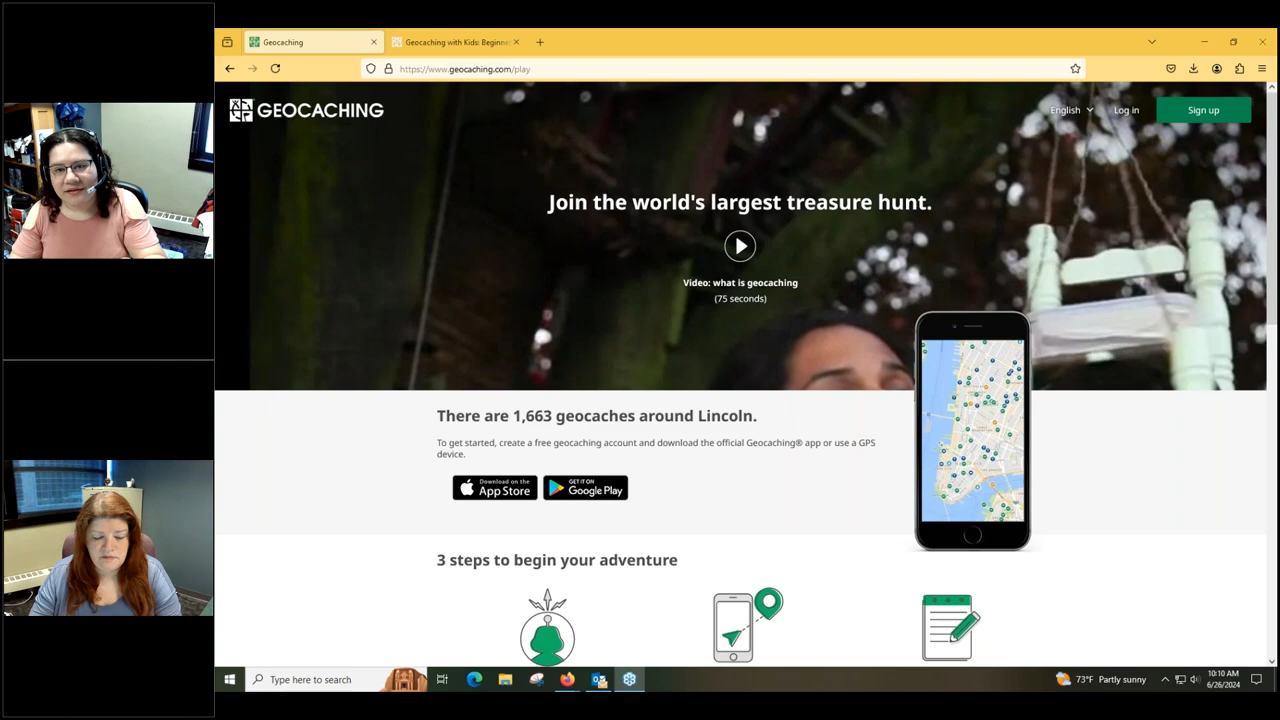 Geocaching
Geocaching with Kids: Beginne
https://www.geocaching.com/play
GEOCACHING
English
Log in
Sign up
Join the world's largest treasure hunt.
Video: what is geocaching
(75 seconds)
There are 1,663 geocaches around Lincoln.
To get started, create a free geocaching account and download the official Geocaching® app or use a GPS
device.
Download on the
App Store
GET IT ON
Google Play
3 steps to begin your adventure
Type here to search
73°F Partly sunny
10:10 AM
6/26/2024